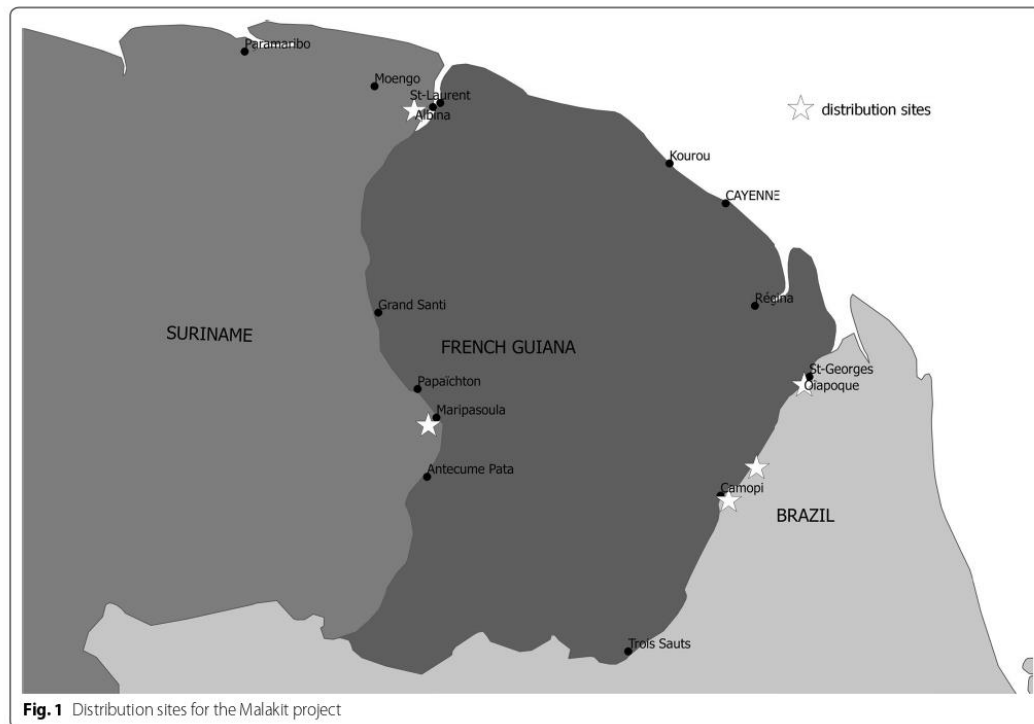 Paramaribo
Moengo
St-Laurent
Albina
distribution sites
Kourou
CAYENNE
Régina
Grand Santi
SURINAME
FRENCH GUIANA
St-Georges
Oiapoque
Papaïchton
Maripasoula
Antecume Pata
Camopi
BRAZIL
Trois Sauts
Fig. 1 Distribution sites for the Malakit project